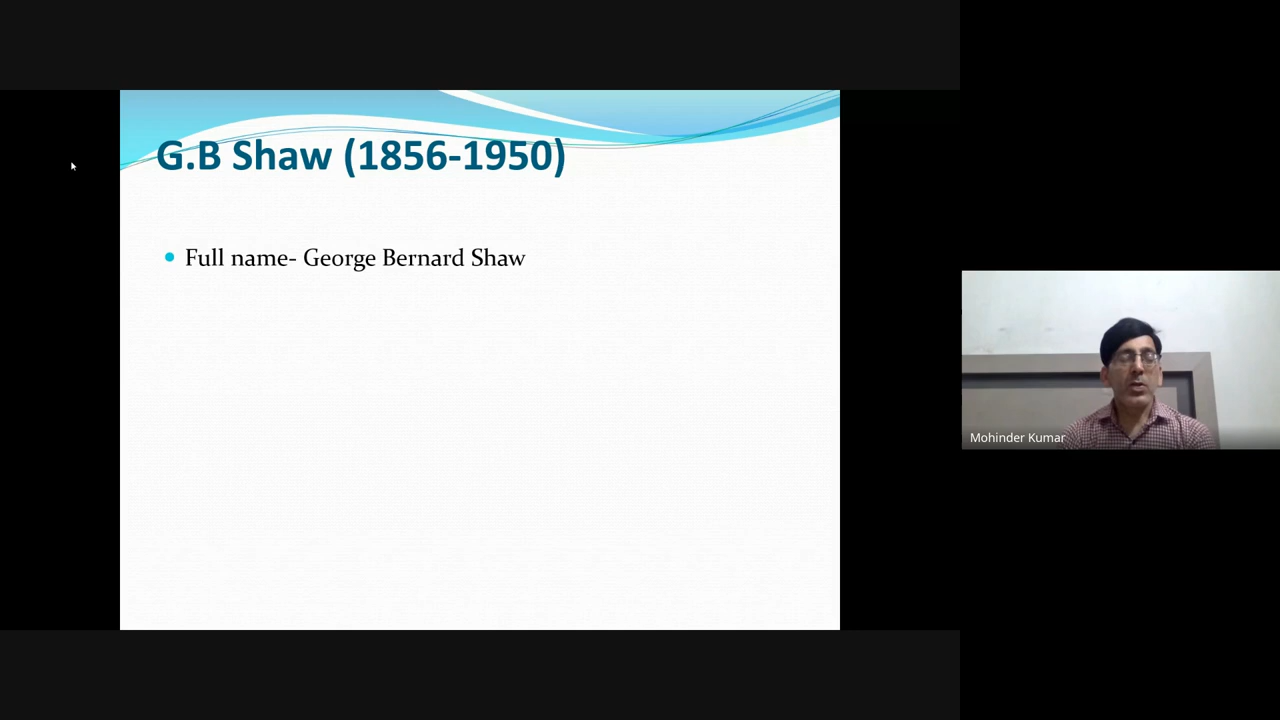 G.B Shaw (1856-1950)
Full name- George Bernard Shaw
Mohinder Kumar